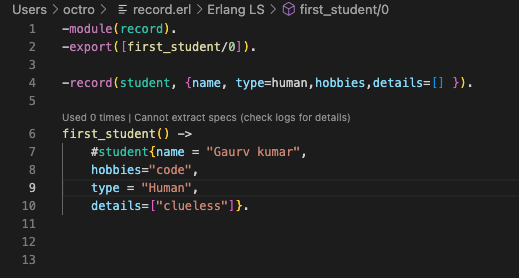 Users > octro > record.erl > Erlang LS > first_student/0
1 -module(record).
2 -export([first_student/0]).
3
4 -record(student, {name, type=human,hobbies,details=[] }).
5
Used 0 times | Cannot extract specs (check logs for details)
6 first_student() ->
7 #student{name = "Gaurv kumar",
8 hobbies="code",
9 type = "Human",
10 details=["clueless"]}.
11
12
13